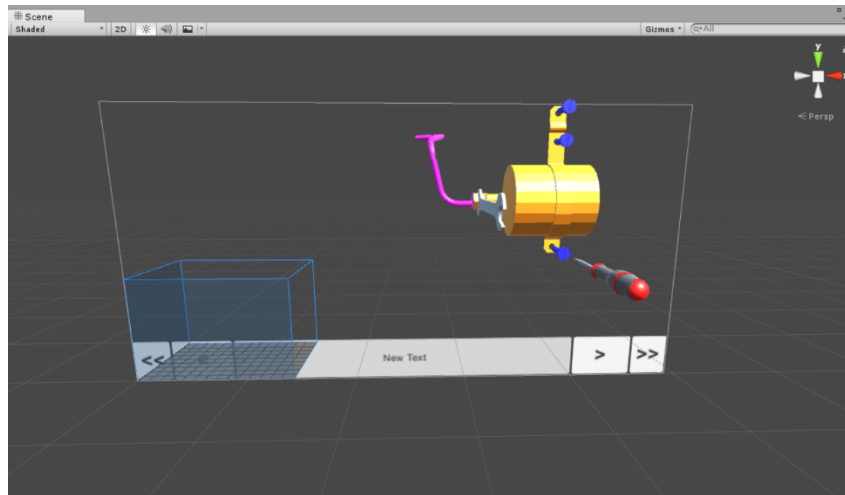 Scene
Shaded
2D
Gizmos
All
y
Persp
<<
New Text
>
>>